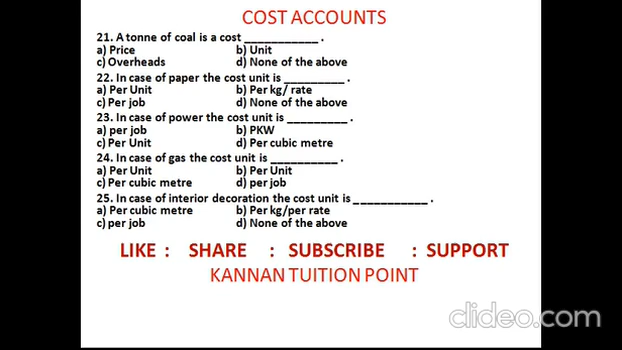 COST ACCOUNTS
21. A tonne of coal is a cost ___________ .
a) Price b) Unit
c) Overheads d) None of the above
22. In case of paper the cost unit is _________ .
a) Per Unit b) Per kg/ rate
c) Per job d) None of the above
23. In case of power the cost unit is _________ .
a) per job b) PKW
c) Per Unit d) Per cubic metre
24. In case of gas the cost unit is __________ .
a) Per Unit b) Per Unit
c) Per cubic metre d) per job
25. In case of interior decoration the cost unit is ___________ .
a) Per cubic metre b) Per kg/per rate
c) per job d) None of the above
LIKE : SHARE : SUBSCRIBE : SUPPORT
KANNAN TUITION POINT
clideo.com